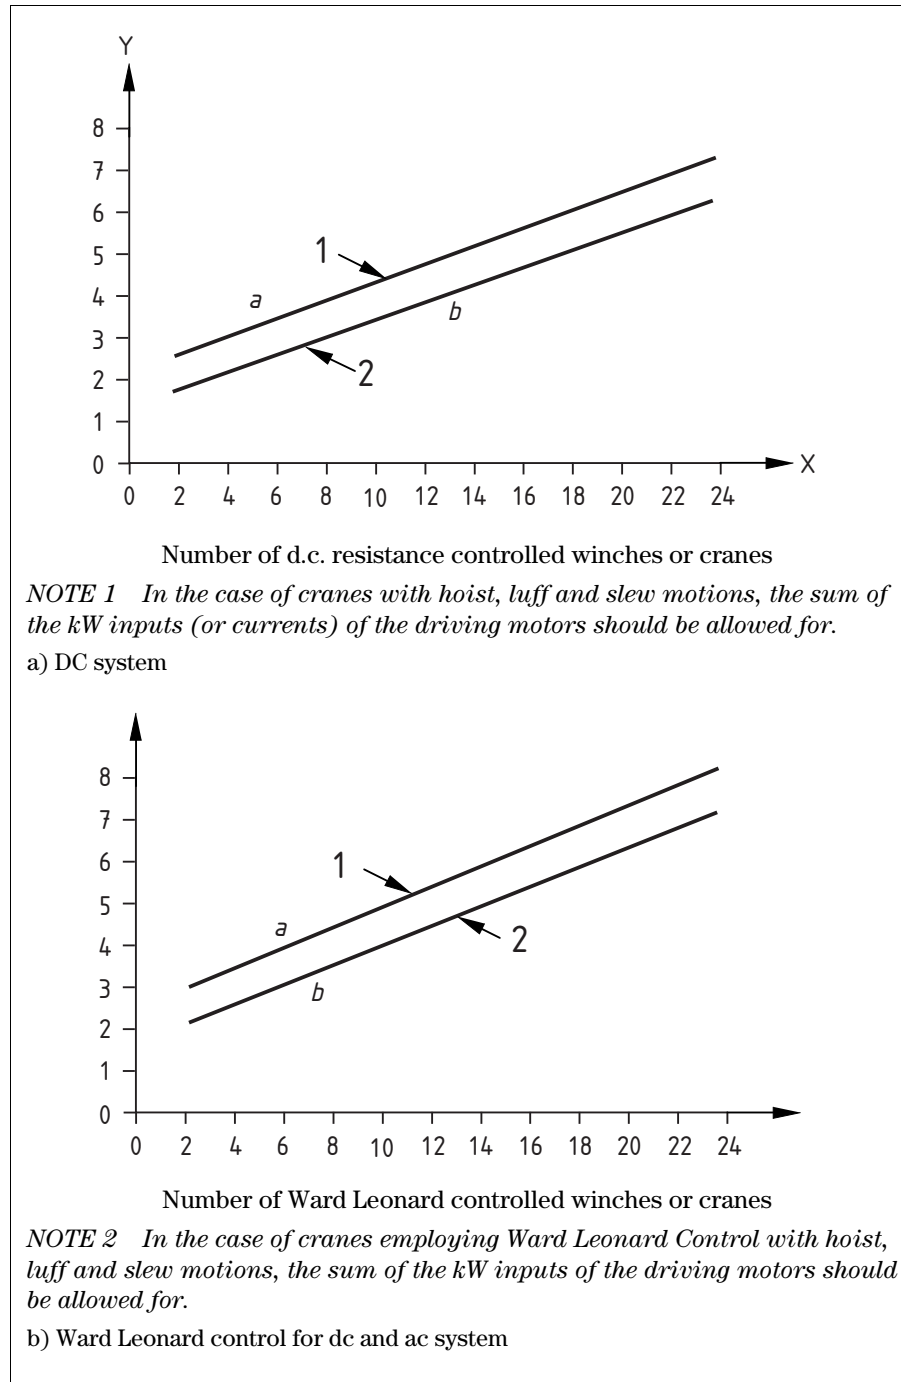 Y
8
7
6
5
4
3
2
1
0
1
a
b
2
X
0 2 4 6 8 10 12 14 16 18 20 22 24
Number of d.c. resistance controlled winches or cranes
NOTE 1 In the case of cranes with hoist, luff and slew motions, the sum of
the kW inputs (or currents) of the driving motors should be allowed for.
a) DC system
8
7
6
5
4
3
2
1
0
1
a
2
b
0 2 4 6 8 10 12 14 16 18 20 22 24
Number of Ward Leonard controlled winches or cranes
NOTE 2 In the case of cranes employing Ward Leonard Control with hoist,
luff and slew motions, the sum of the kW inputs of the driving motors should
be allowed for.
b) Ward Leonard control for dc and ac system